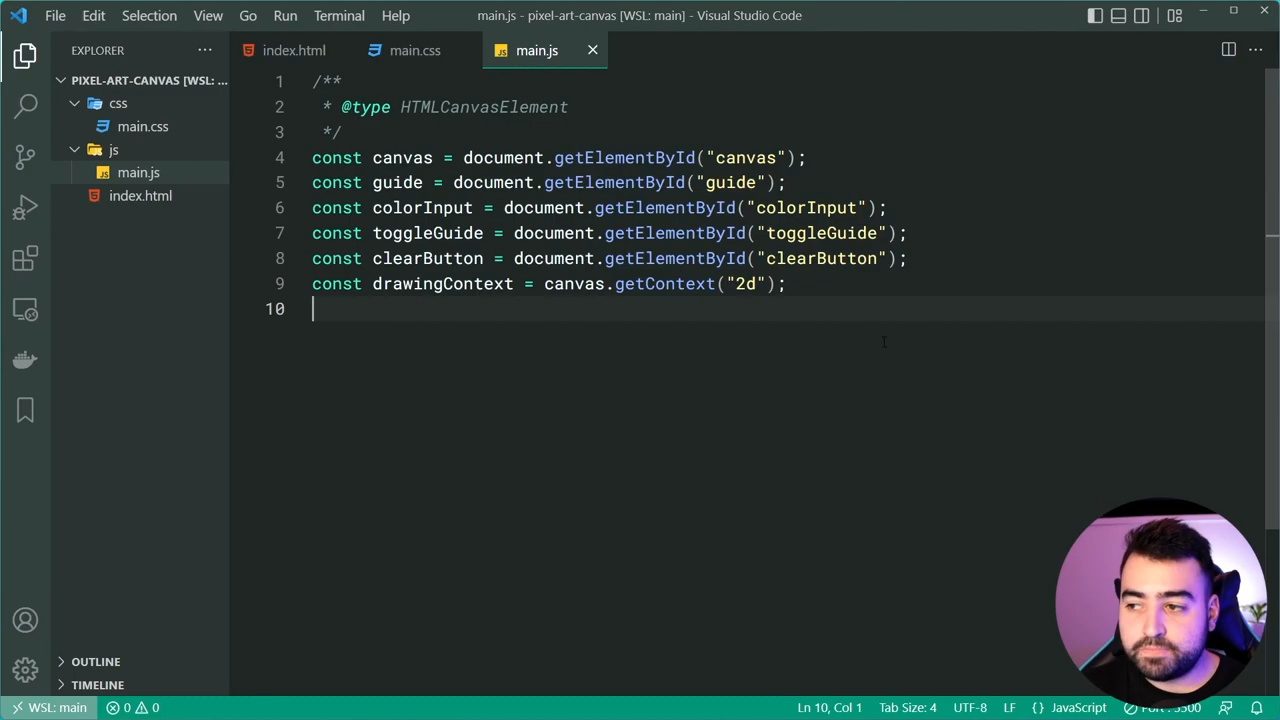 File Edit Selection View Go Run Terminal Help main.js - pixel-art-canvas [WSL: main] - Visual Studio Code
EXPLORER
index.html main.css main.js
PIXEL-ART-CANVAS [WSL: ...
css
main.css
js
main.js
index.html
OUTLINE
TIMELINE
1 /**
2 * @type HTMLCanvasElement
3 */
4 const canvas = document.getElementById("canvas");
5 const guide = document.getElementById("guide");
6 const colorInput = document.getElementById("colorInput");
7 const toggleGuide = document.getElementById("toggleGuide");
8 const clearButton = document.getElementById("clearButton");
9 const drawingContext = canvas.getContext("2d");
10
WSL: main 0 0 Ln 10, Col 1 Tab Size: 4 UTF-8 LF {} JavaScript